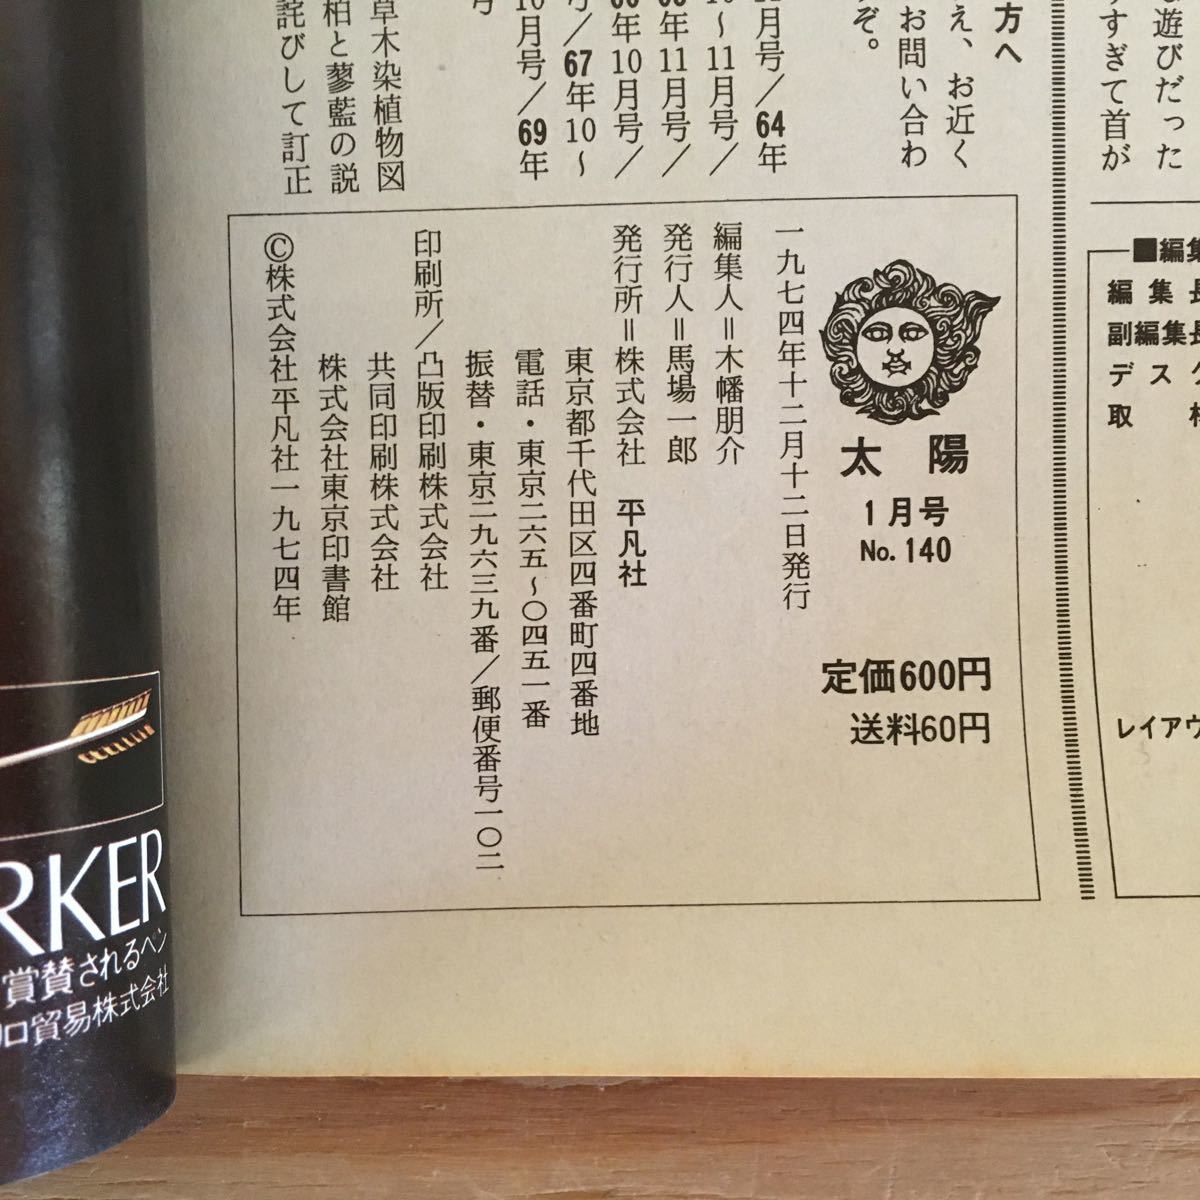 な遊びだった
すぎて首が
■編集
編集長
副編集長
デスク
取材
レイアウ
方へ
え、お近く
お問い合わ
ぞ。
月号／64年
〜11月号／
年11月号／
年10月号／
／67年10〜
10月号／69年
月
草木染植物図
柏と蓼藍の説
詫びして訂正
太陽
1月号
No. 140
定価600円
送料60円
一九七四年十二月十二日発行
編集人＝木幡朋介
発行人＝馬場一郎
発行所＝株式会社 平凡社
東京都千代田区四番町四番地
電話・東京二六五〜〇四五一番
振替・東京二九六三九番／郵便番号一〇二
印刷所／凸版印刷株式会社
共同印刷株式会社
株式会社東京印書館
©株式会社平凡社一九七四年
RKER
賞賛されるペン
ロ貿易株式会社